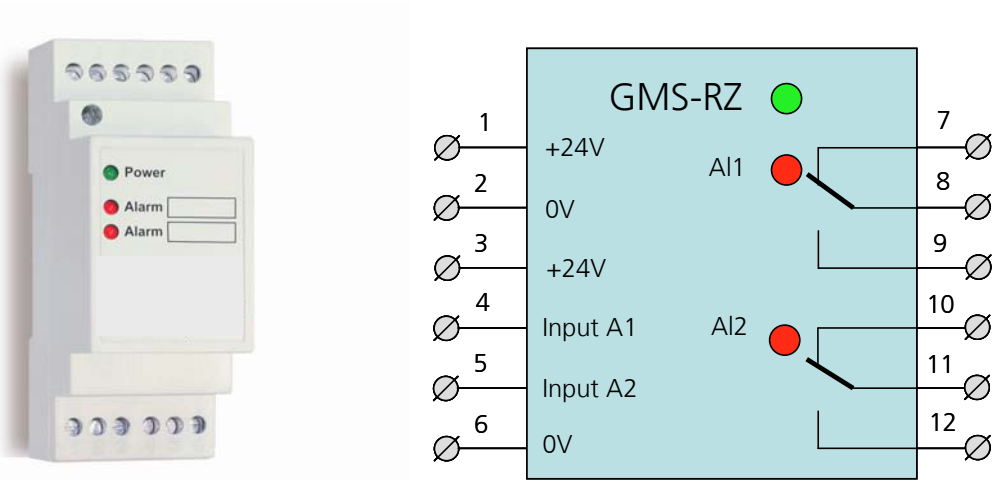 Power
Alarm
Alarm
GMS-RZ
1
+24V
2
0V
3
+24V
4
Input A1
5
Input A2
6
0V
Al1
Al2
7
8
9
10
11
12